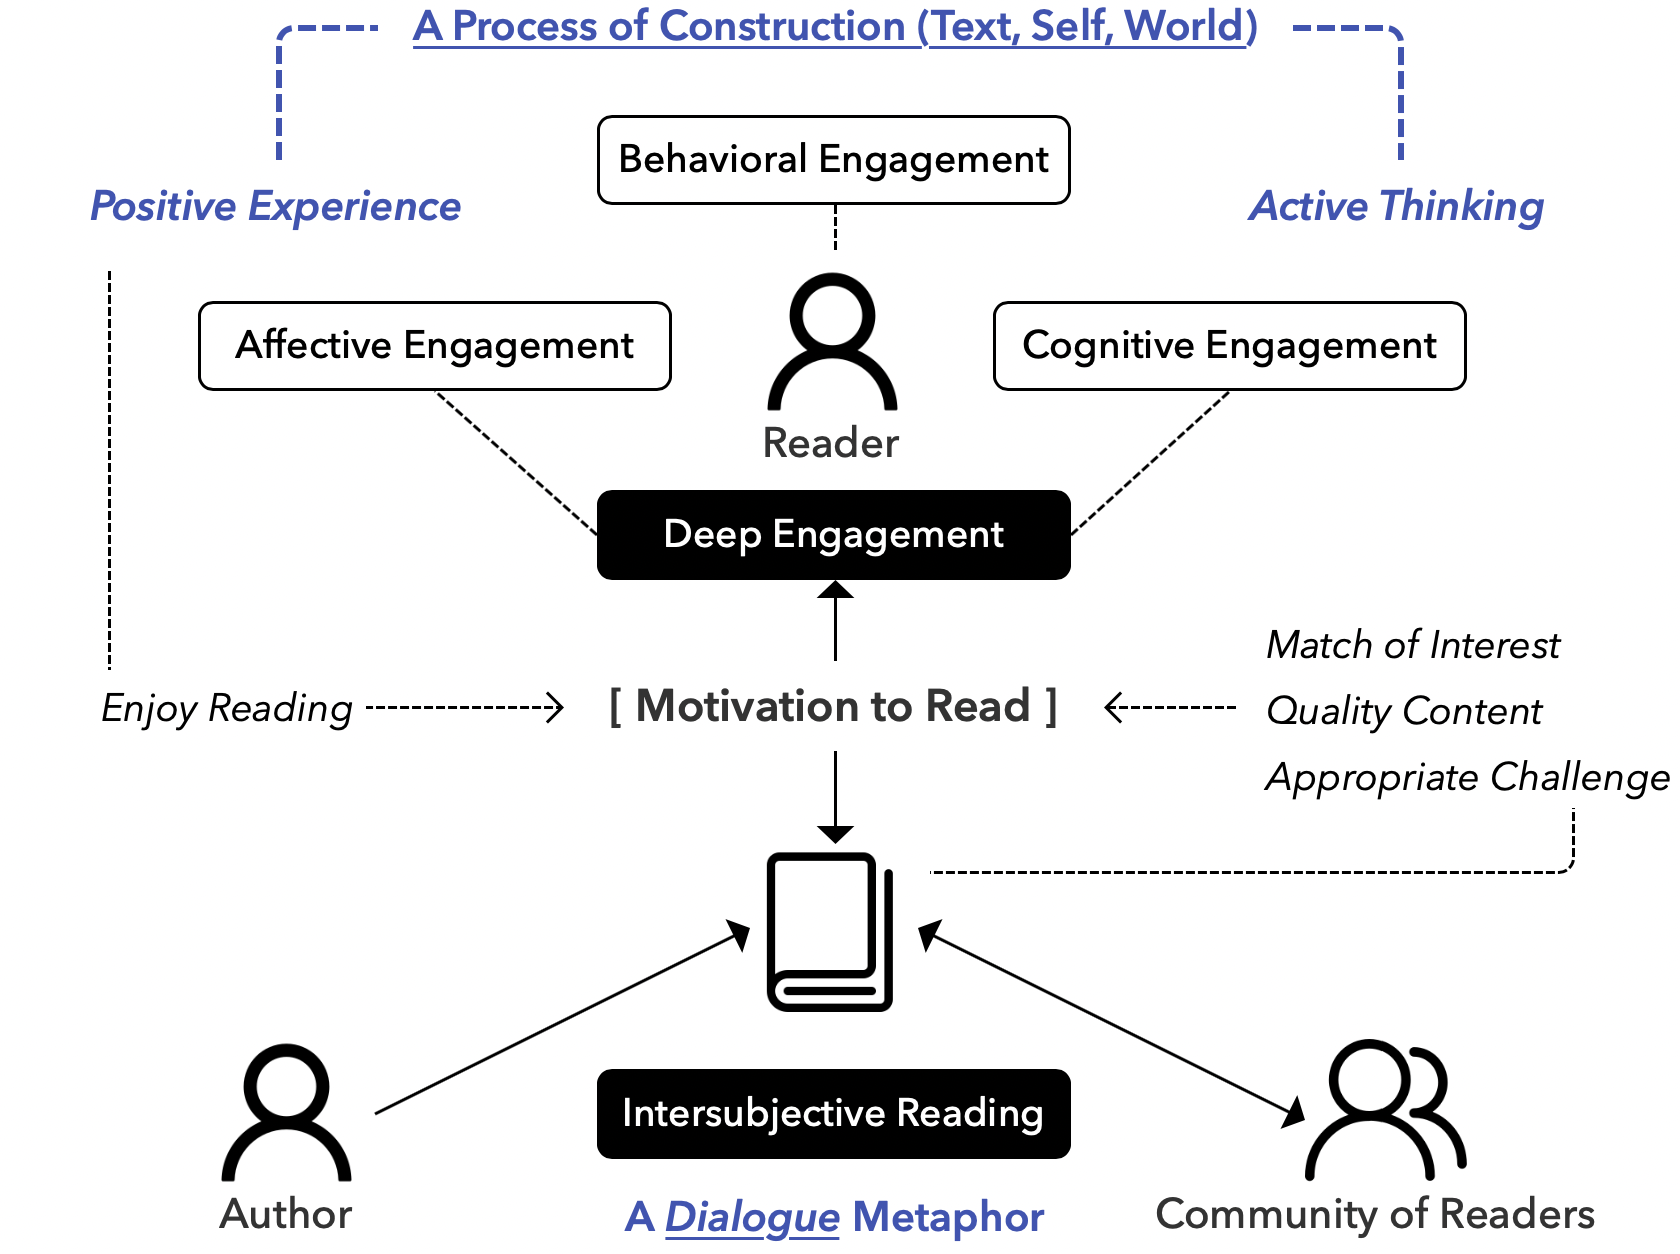 A Process of Construction (Text, Self, World)
Behavioral Engagement
Positive Experience
Active Thinking
Affective Engagement
Cognitive Engagement
Reader
Deep Engagement
Match of Interest
Enjoy Reading
[ Motivation to Read ]
Quality Content
Appropriate Challenge
Intersubjective Reading
Author
A Dialogue Metaphor
Community of Readers